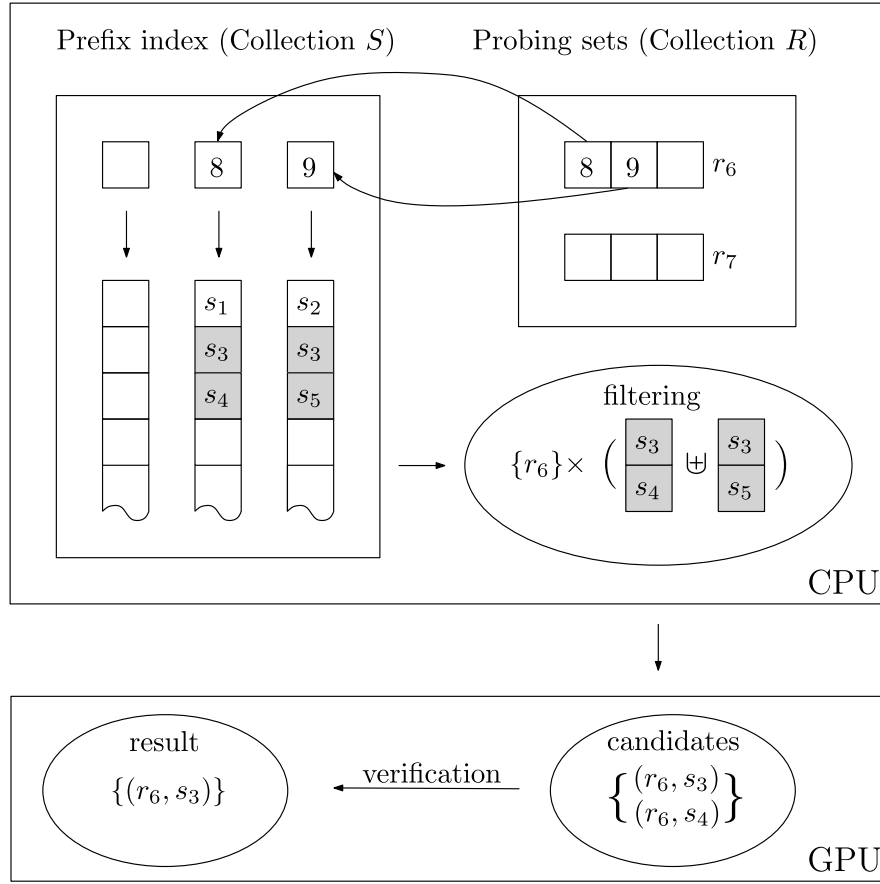 Prefix index (Collection S)
Probing sets (Collection R)
8 9
8 9 r₆
r₇
s₁ s₂
s₃ s₃
s₄ s₅
filtering
{r₆}× ( s₃ ⊎ s₃ )
s₄ s₅
CPU
result
{(r₆, s₃)}
verification
candidates
{(r₆, s₃)
(r₆, s₄)}
GPU